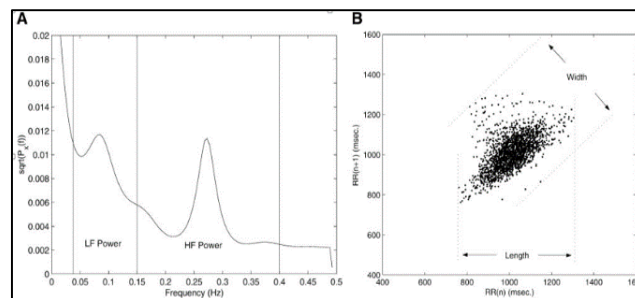 A
0.02
0.018
0.016
0.014
0.012
0.01
0.008
0.006
0.004
0.002
0
sqrt(P_x(f))
LF Power
HF Power
0 0.05 0.1 0.15 0.2 0.25 0.3 0.35 0.4 0.45 0.5
Frequency (Hz)
B
1600
1400
1200
1000
800
600
400
RR(n+1) (msec.)
Width
Length
400 600 800 1000 1200 1400
RR(n) (msec.)